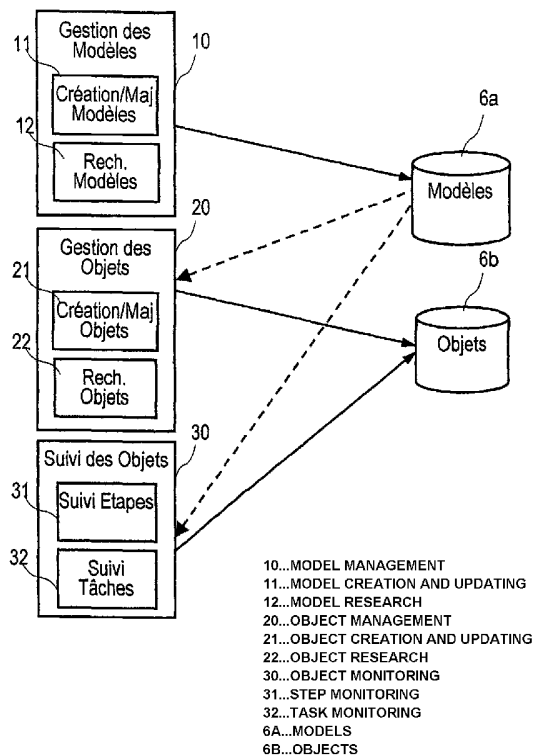 Gestion des
Modèles
11
10
Création/Maj
Modèles
12
Rech.
Modèles
6a
Modèles
20
Gestion des
Objets
21
Création/Maj
Objets
22
Rech.
Objets
6b
Objets
30
Suivi des Objets
31
Suivi Etapes
32
Suivi
Tâches
10...MODEL MANAGEMENT
11...MODEL CREATION AND UPDATING
12...MODEL RESEARCH
20...OBJECT MANAGEMENT
21...OBJECT CREATION AND UPDATING
22...OBJECT RESEARCH
30...OBJECT MONITORING
31...STEP MONITORING
32...TASK MONITORING
6A...MODELS
6B...OBJECTS